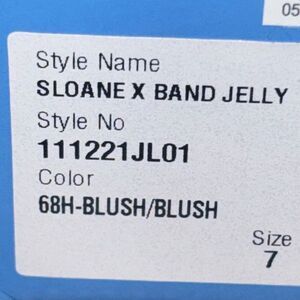 05
Style Name
SLOANE X BAND JELLY
Style No
111221JL01
Color
68H-BLUSH/BLUSH
Size
7